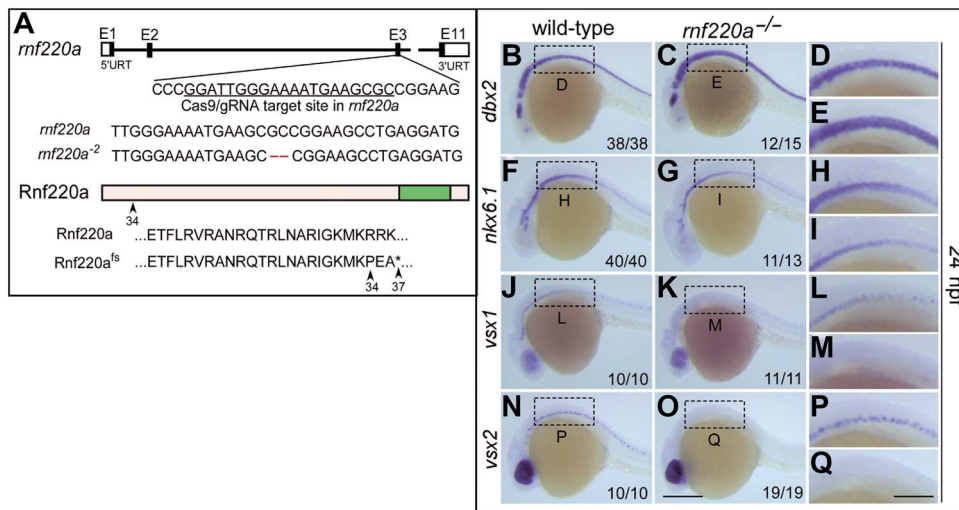 A
E1 E2 E3 E11
rnf220a
5'URT 3'URT
CCCGGATTGGGAAAATGAAGCGCCGGAAG
Cas9/gRNA target site in rnf220a
rnf220a TTGGGAAAATGAAGCGCCGGAAGCCTGAGGATG
rnf220a-2 TTGGGAAAATGAAGC -- CGGAAGCCTGAGGATG
Rnf220a
34
Rnf220a ...ETFLRVRANRQTRLNARIGKMKRRK...
Rnf220afs ...ETFLRVRANRQTRLNARIGKMKPEA*...
34 37
wild-type rnf220a−/−
dbx2
B D 38/38
C E 12/15
D
E
nkx6.1
F H 40/40
G I 11/13
H
I
vsx1
J L 10/10
K M 11/11
L
M
vsx2
N P 10/10
O Q 19/19
P
Q
24